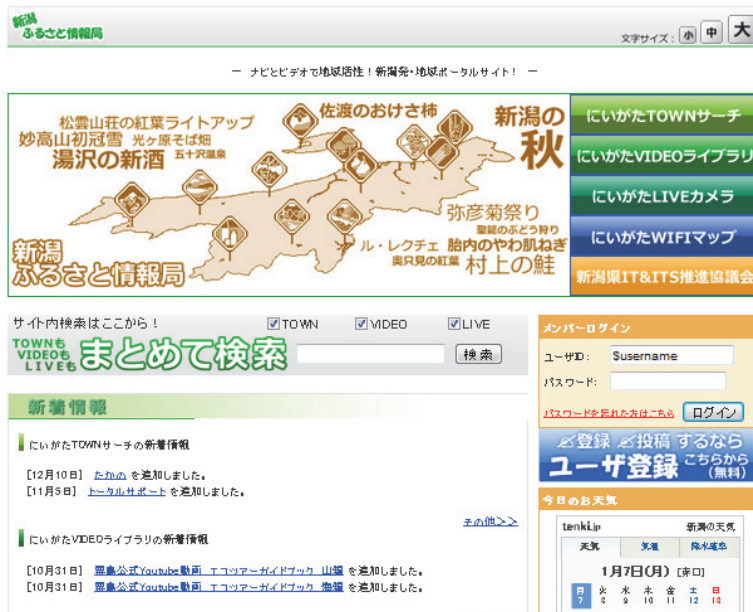 新潟
ふるさと情報局
文字サイズ: 小 中 大
― ナビとビデオで地域活性!新潟発・地域ポータルサイト! ―
松雲山荘の紅葉ライトアップ
妙高山初冠雪 光ヶ原そば畑
湯沢の新酒 五十沢温泉
佐渡のおけさ柿
新潟の
秋
弥彦菊祭り
聖籠のぶどう狩り
ル・レクチェ 胎内のやわ肌ねぎ
奥只見の紅葉 村上の鮭
新潟
ふるさと情報局
にいがたTOWNサーチ
にいがたVIDEOライブラリ
にいがたLIVEカメラ
にいがたWIFIマップ
新潟県IT&ITS推進協議会
サイト内検索はここから!
TOWN VIDEO LIVE
TOWNも
VIDEOも
LIVEも
まとめて検索
検索
新着情報
にいがたTOWNサーチの新着情報
[12月10日] たかの を追加しました。
[11月5日] トータルサポート を追加しました。
その他>>
にいがたVIDEOライブラリの新着情報
[10月31日] 粟島公式Youtube動画 エコツアーガイドブック 山編 を追加しました。
[10月31日] 粟島公式Youtube動画 エコツアーガイドブック 海編 を追加しました。
メンバーログイン
ユーザID: $username
パスワード:
パスワードを忘れた方はこちら ログイン
登録 投稿 するなら
ユーザ登録 こちらから
(無料)
今日のお天気
tenki.jp 新潟の天気
天気 気温 降水確率
1月7日(月) [赤口]
月 火 水 木 金 土 日
7 8 9 10 11 12 13